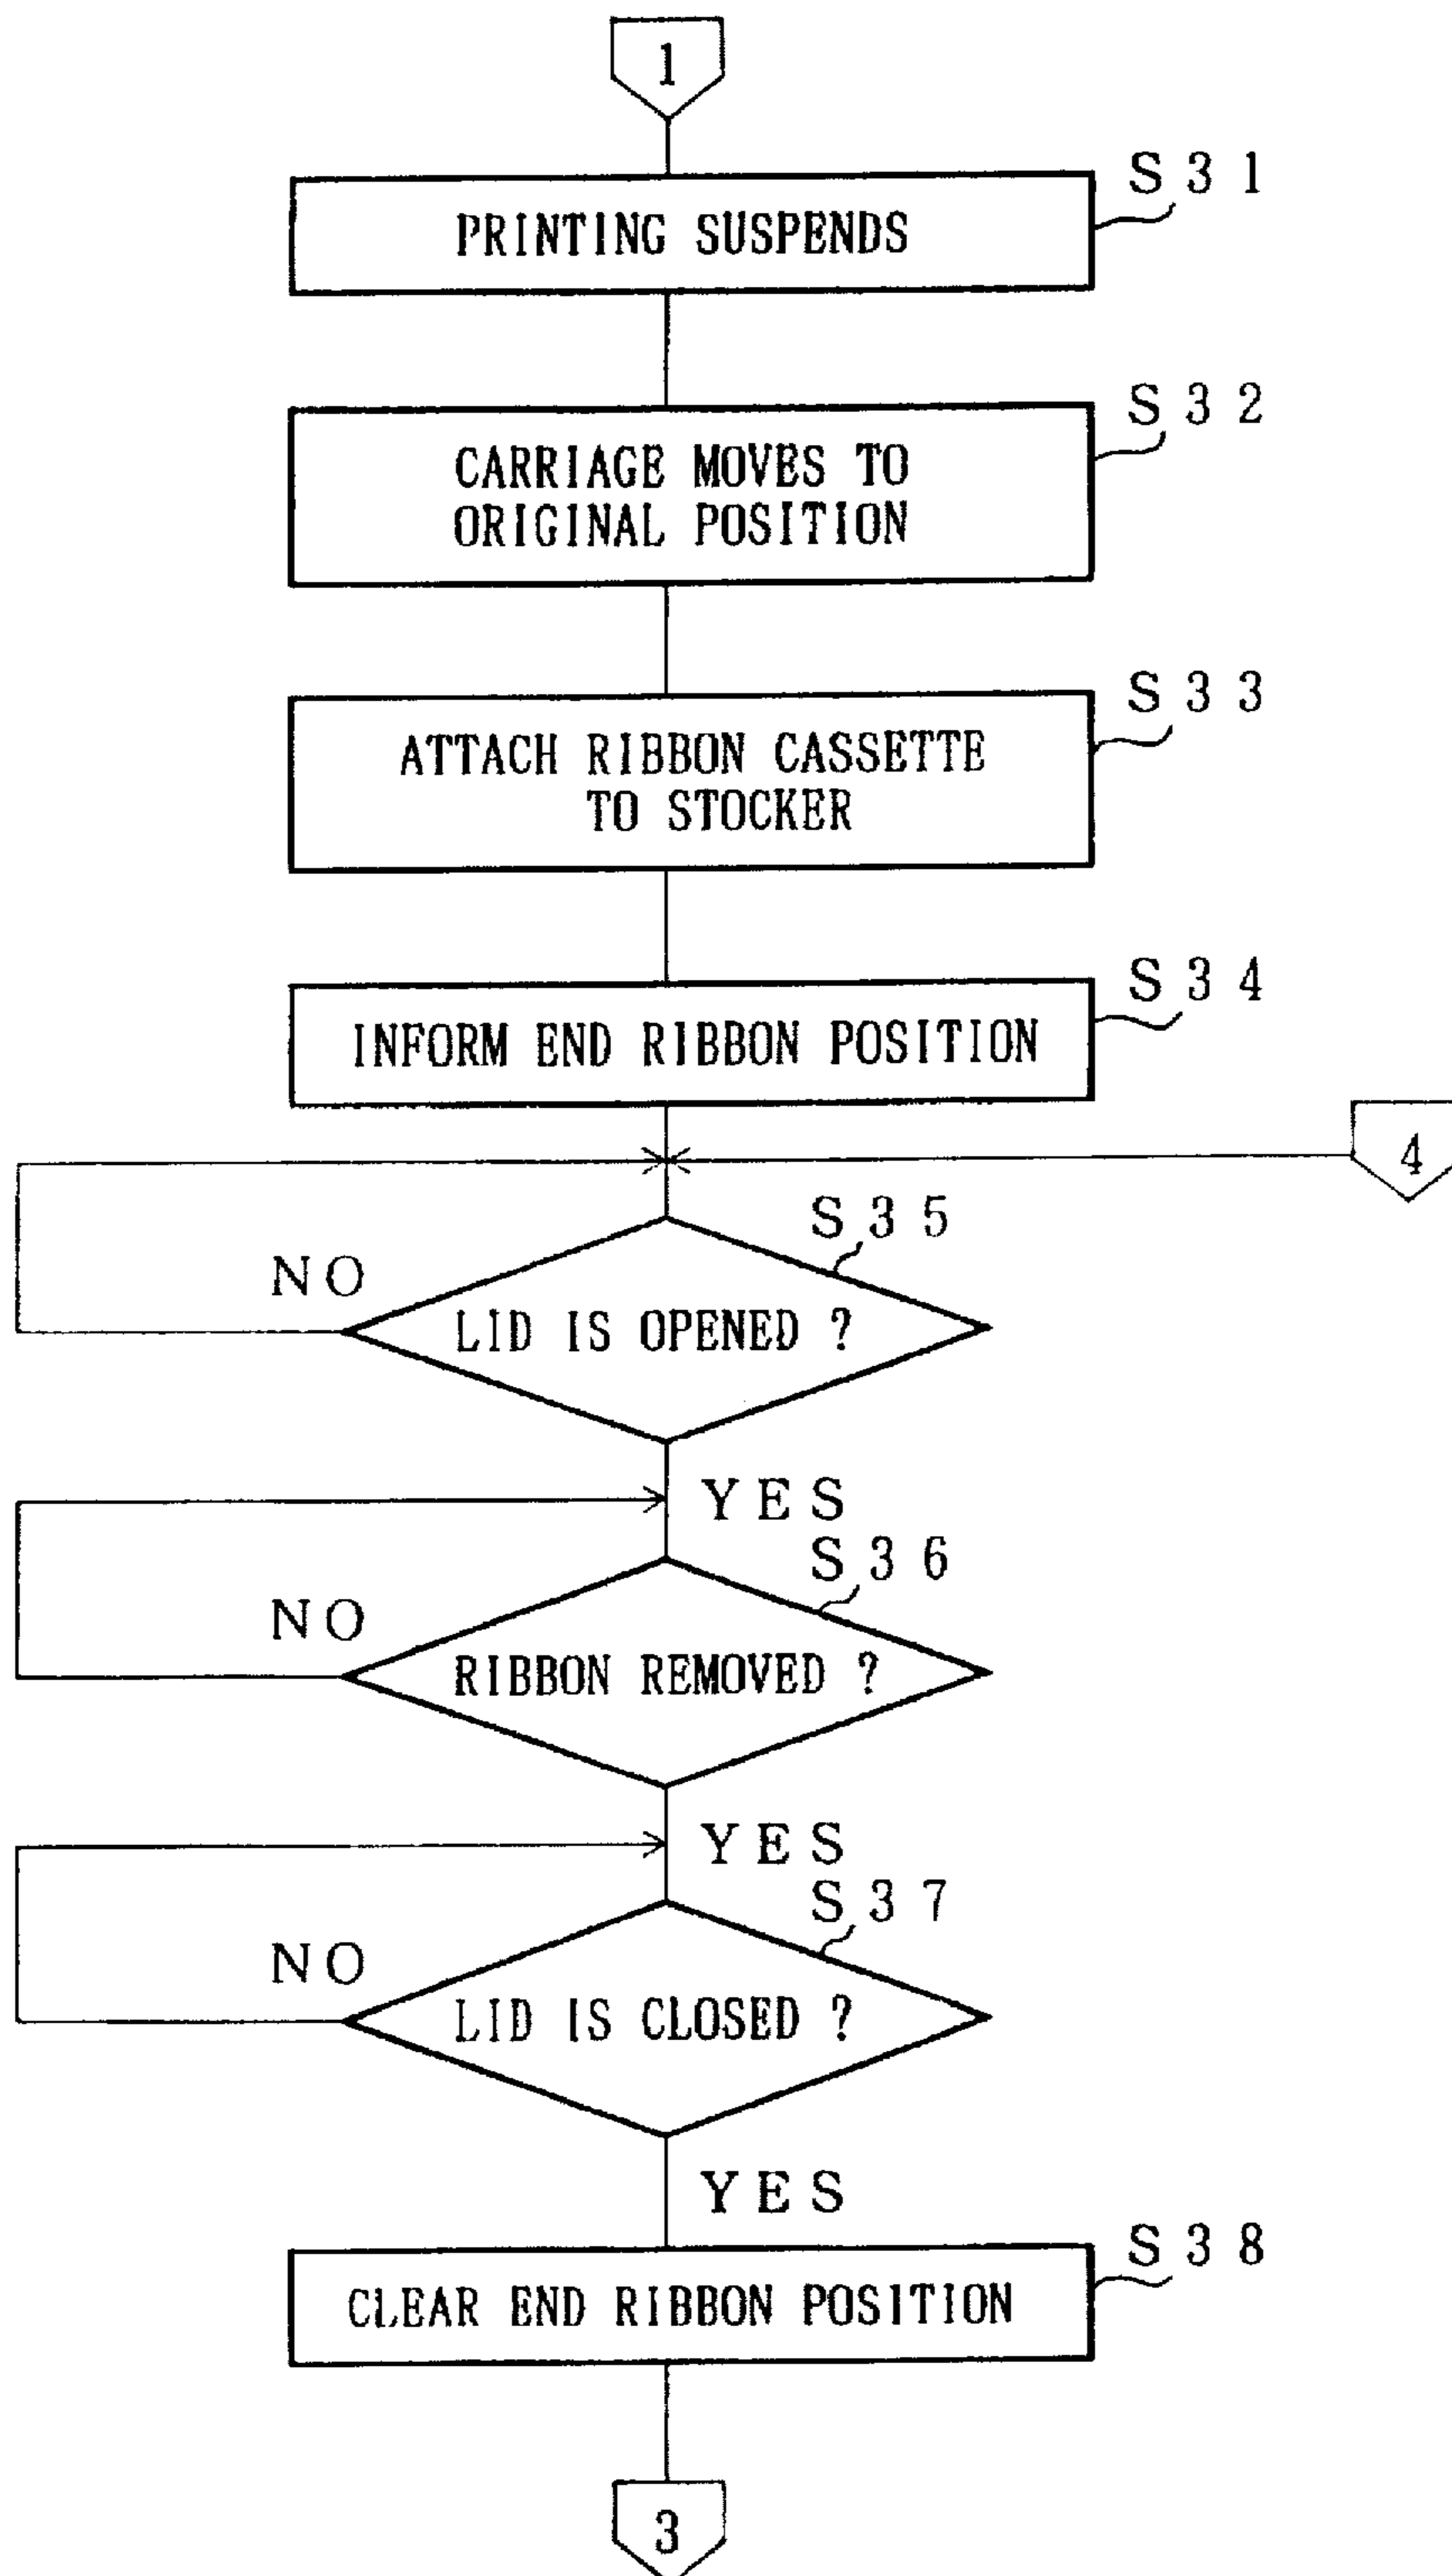 1
S31
PRINTING SUSPENDS
S32
CARRIAGE MOVES TO
ORIGINAL POSITION
S33
ATTACH RIBBON CASSETTE
TO STOCKER
S34
INFORM END RIBBON POSITION
4
S35
NO
LID IS OPENED ?
YES
S36
NO
RIBBON REMOVED ?
YES
S37
NO
LID IS CLOSED ?
YES
S38
CLEAR END RIBBON POSITION
3